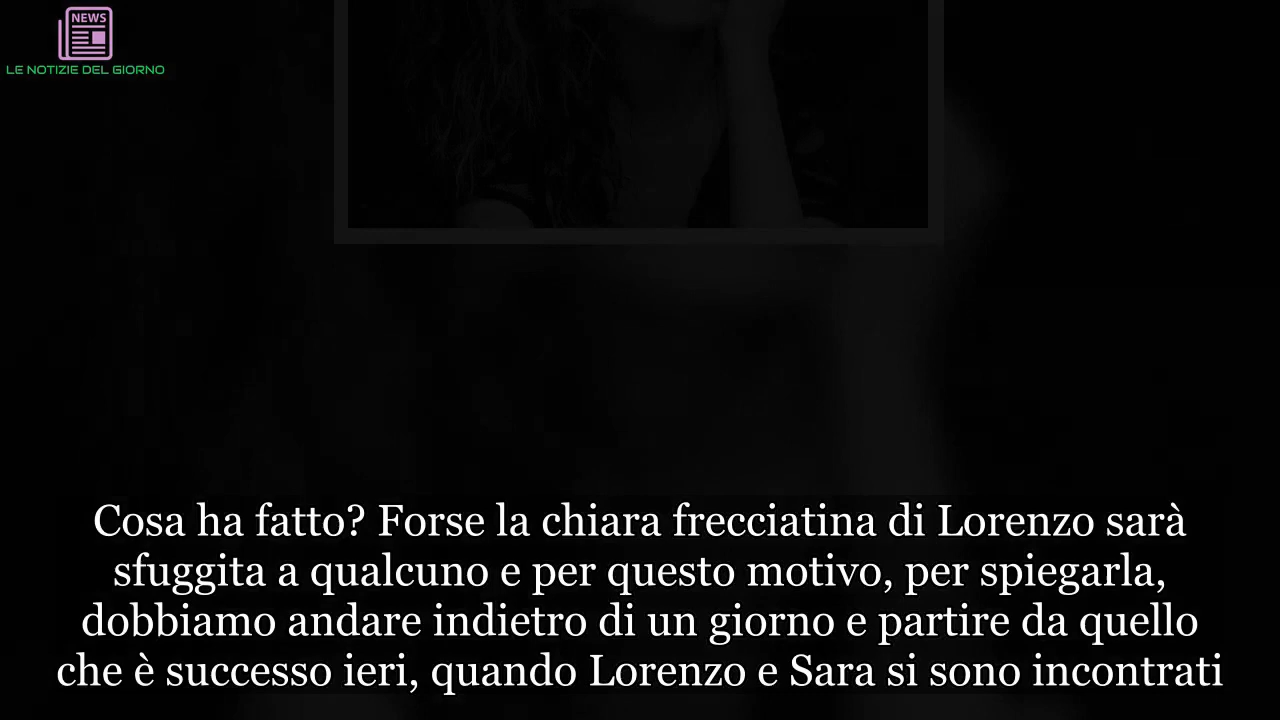 NEWS
LE NOTIZIE DEL GIORNO
Cosa ha fatto? Forse la chiara frecciatina di Lorenzo sarà
sfuggita a qualcuno e per questo motivo, per spiegarla,
dobbiamo andare indietro di un giorno e partire da quello
che è successo ieri, quando Lorenzo e Sara si sono incontrati